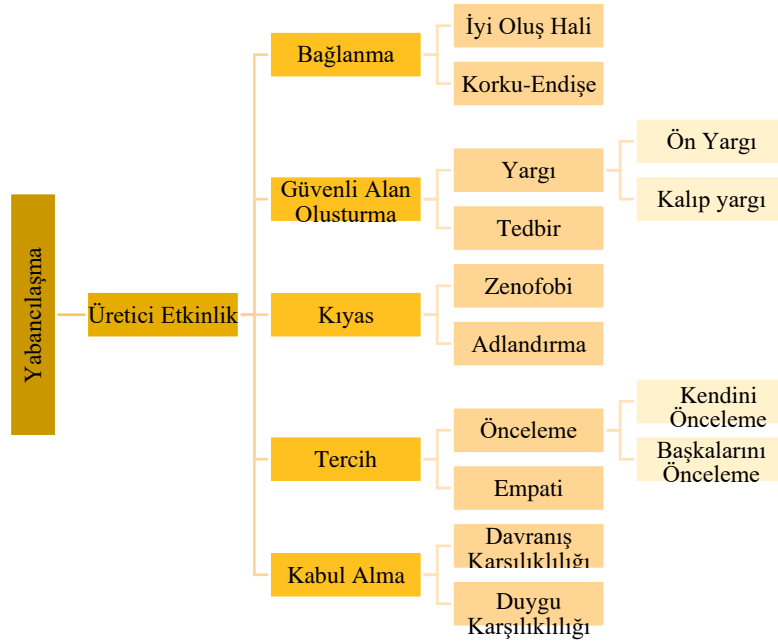 Yabancılaşma
Üretici Etkinlik
Bağlanma
İyi Oluş Hali
Korku-Endişe
Güvenli Alan
Olusturma
Yargı
Ön Yargı
Kalıp yargı
Tedbir
Kıyas
Zenofobi
Adlandırma
Tercih
Önceleme
Kendini
Önceleme
Başkalarını
Önceleme
Empati
Kabul Alma
Davranış
Karsılıklılığı
Duygu
Karşılıklılığı